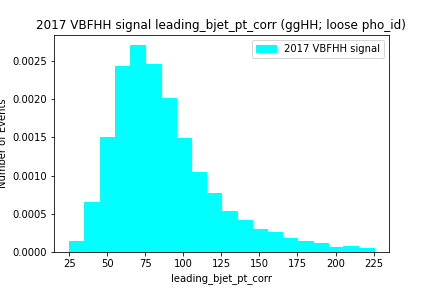 2017 VBFHH signal leading_bjet_pt_corr (ggHH; loose pho_id)
2017 VBFHH signal
Number of Events
0.0025
0.0020
0.0015
0.0010
0.0005
0.0000
25 50 75 100 125 150 175 200 225
leading_bjet_pt_corr